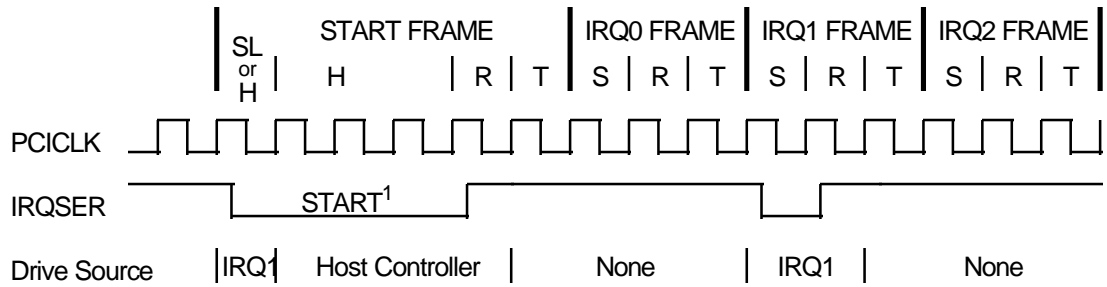 SL or H
START FRAME
H
R
T
IRQ0 FRAME
S
R
T
IRQ1 FRAME
S
R
T
IRQ2 FRAME
S
R
T
PCICLK
IRQSER
START1
Drive Source
IRQ1
Host Controller
None
IRQ1
None